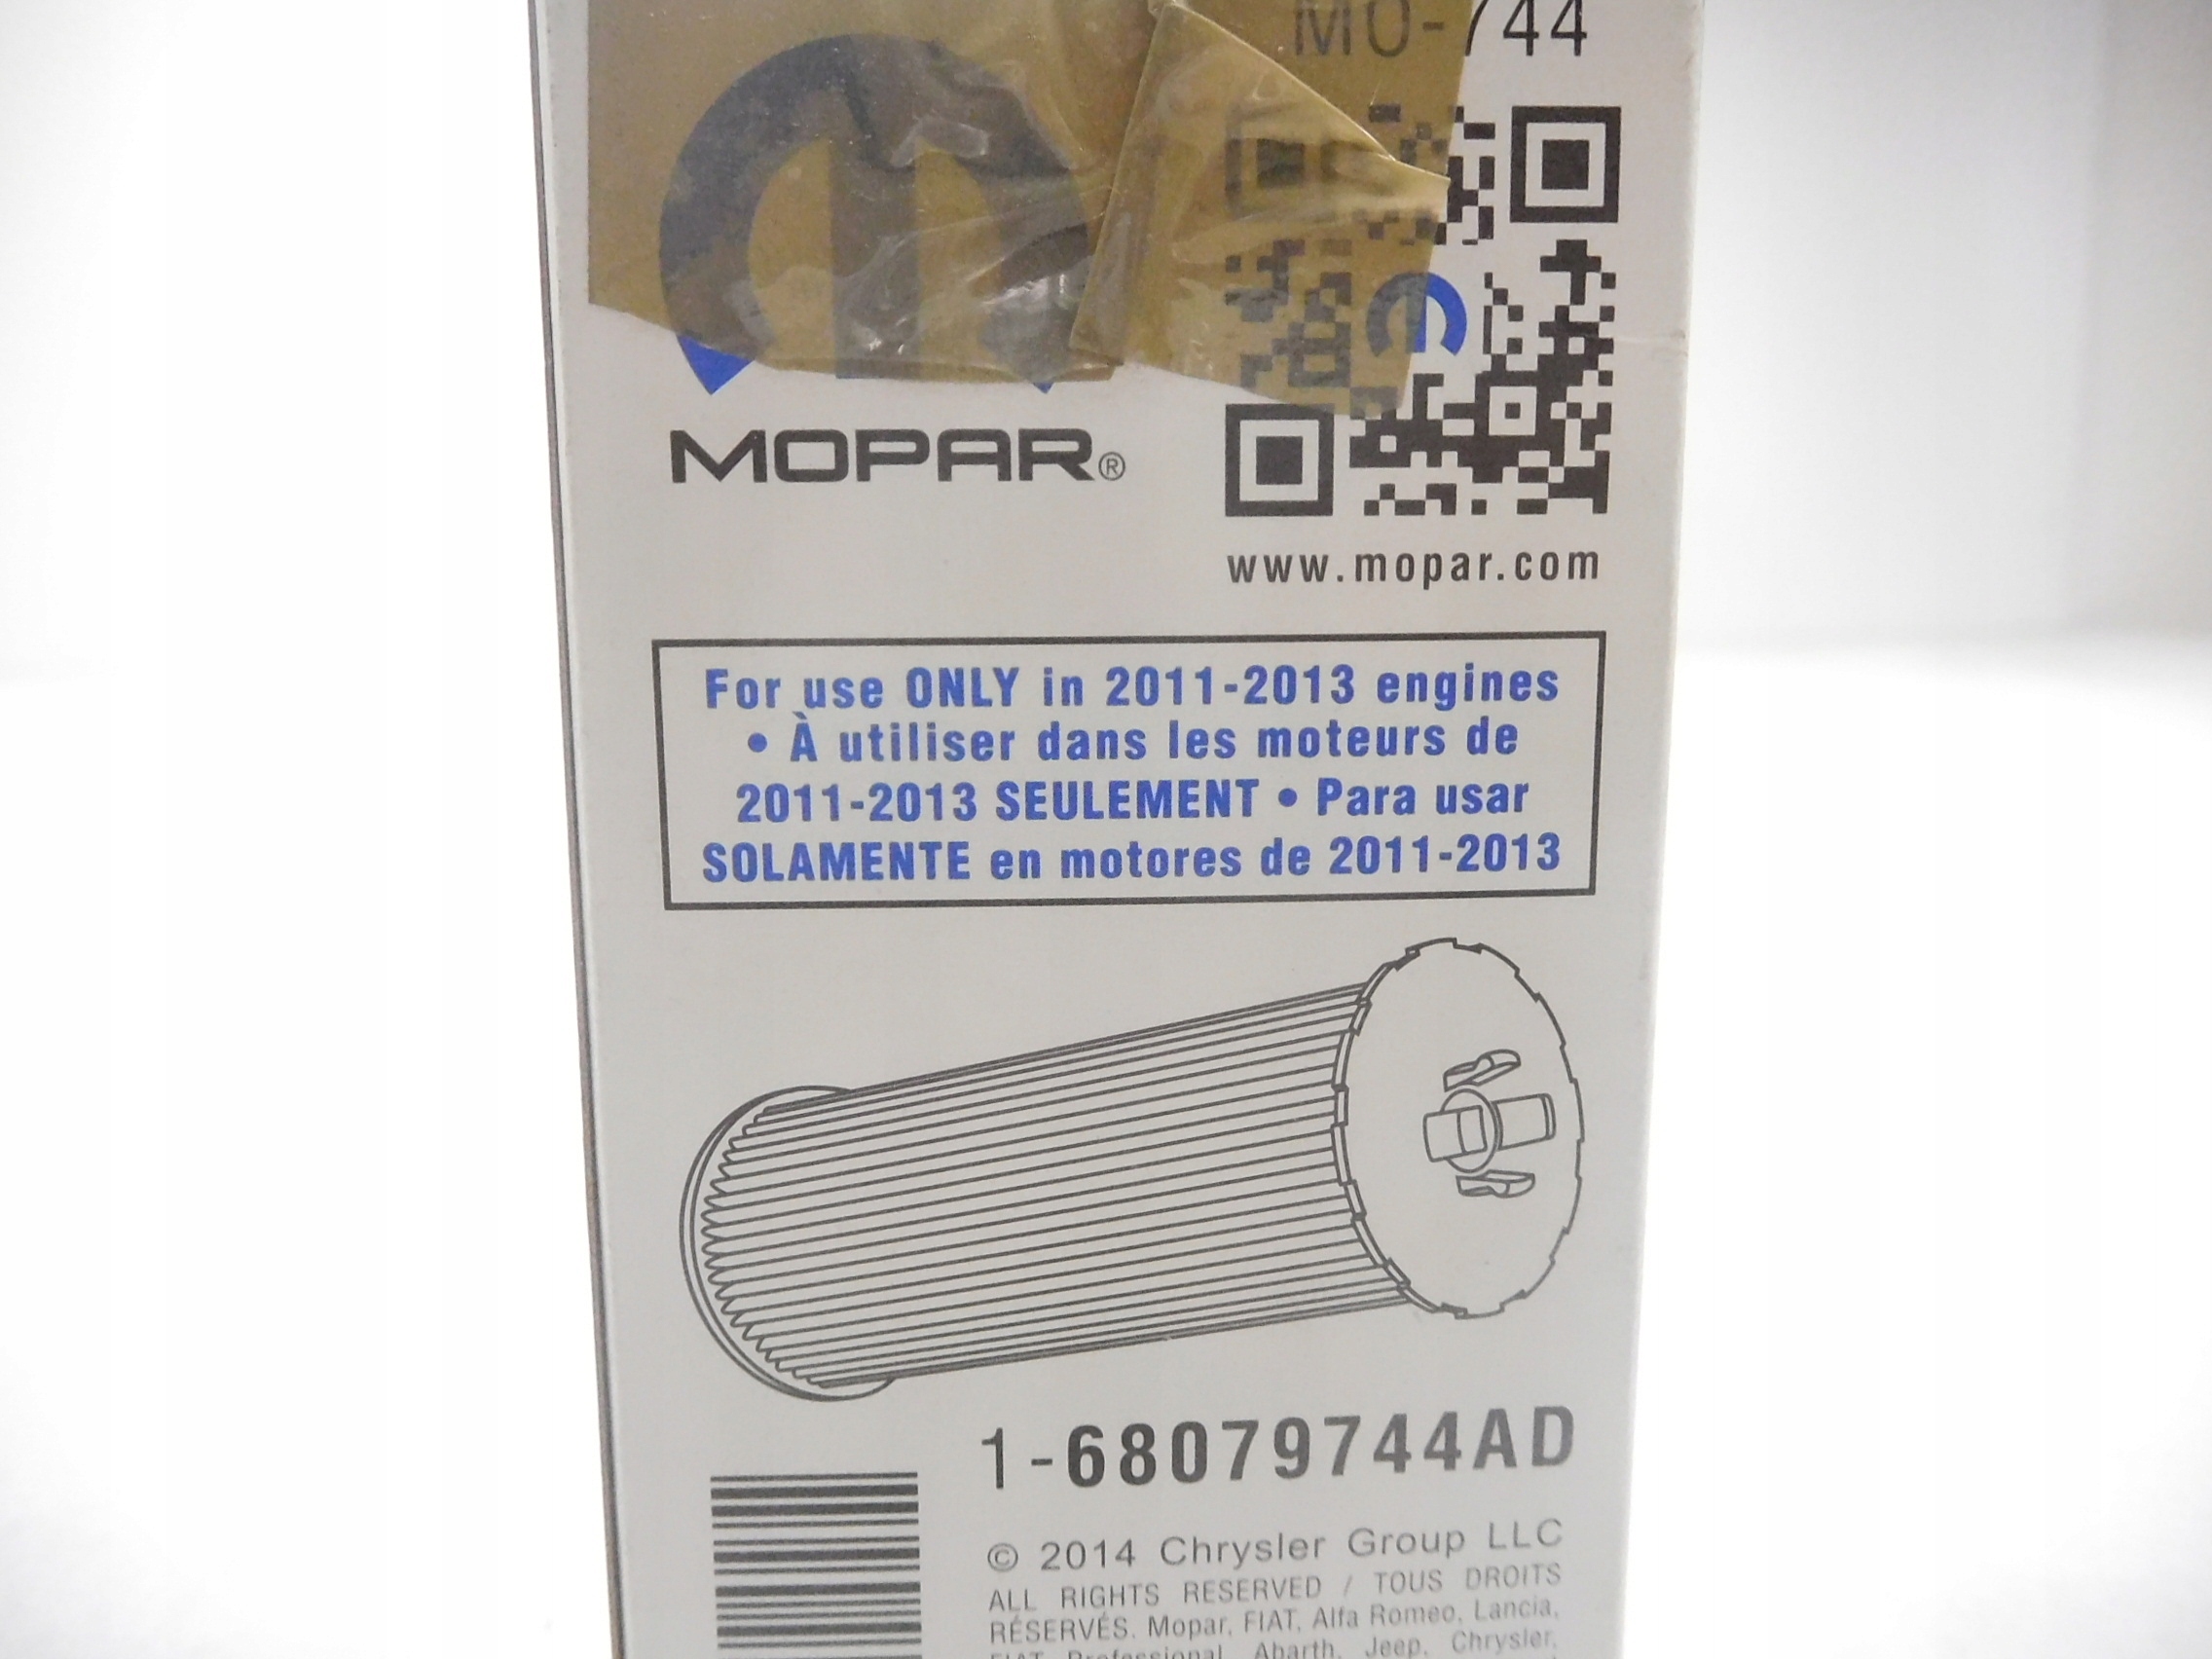 MO-744
MOPAR®
www.mopar.com
For use ONLY in 2011-2013 engines
• À utiliser dans les moteurs de
2011-2013 SEULEMENT • Para usar
SOLAMENTE en motores de 2011-2013
1-68079744AD
© 2014 Chrysler Group LLC
ALL RIGHTS RESERVED / TOUS DROITS
RÉSERVÉS. Mopar, FIAT, Alfa Romeo, Lancia,
FIAT Professional, Abarth, Jeep, Chrysler,